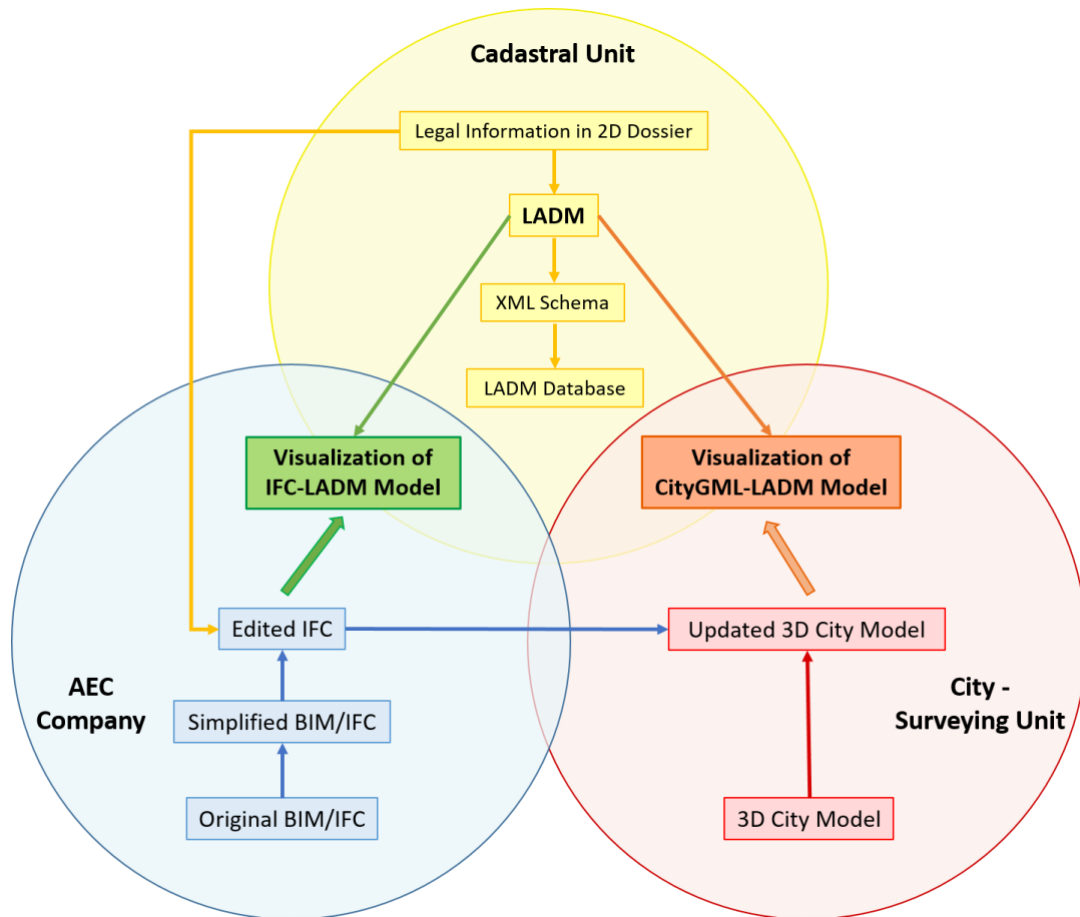 Cadastral Unit
Legal Information in 2D Dossier
LADM
XML Schema
LADM Database
Visualization of
IFC-LADM Model
Visualization of
CityGML-LADM Model
Edited IFC
Updated 3D City Model
AEC
Company
Simplified BIM/IFC
City -
Surveying Unit
Original BIM/IFC
3D City Model